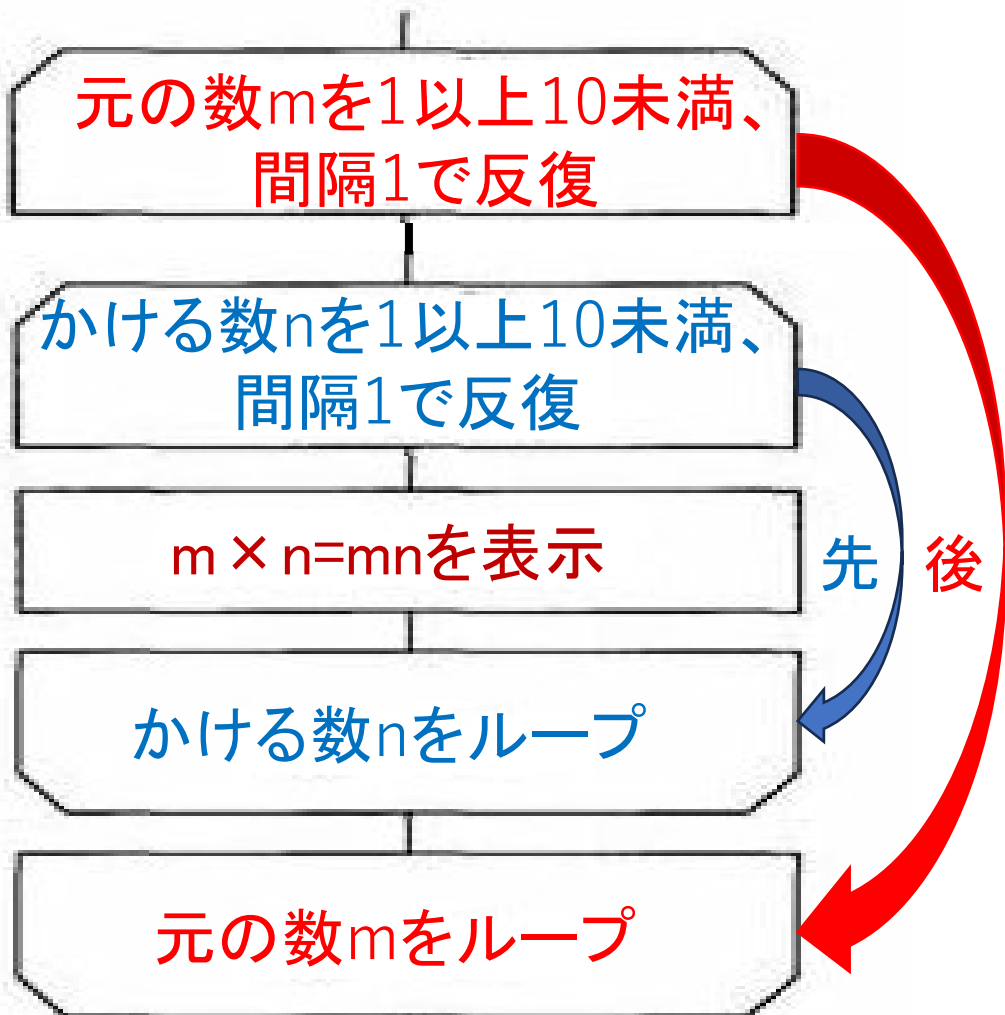 元の数mを1以上10未満、
間隔1で反復
かける数nを1以上10未満、
間隔1で反復
m×n=mnを表示
先
後
かける数nをループ
元の数mをループ